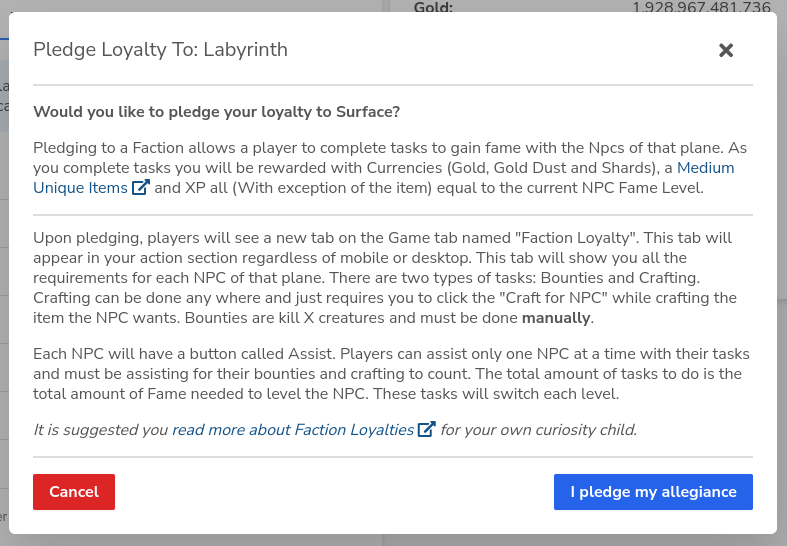 Gold: 1,928,967,481,736
Pledge Loyalty To: Labyrinth
Would you like to pledge your loyalty to Surface?
Pledging to a Faction allows a player to complete tasks to gain fame with the Npcs of that plane. As
you complete tasks you will be rewarded with Currencies (Gold, Gold Dust and Shards), a Medium
Unique Items and XP all (With exception of the item) equal to the current NPC Fame Level.
Upon pledging, players will see a new tab on the Game tab named "Faction Loyalty". This tab will
appear in your action section regardless of mobile or desktop. This tab will show you all the
requirements for each NPC of that plane. There are two types of tasks: Bounties and Crafting.
Crafting can be done any where and just requires you to click the "Craft for NPC" while crafting the
item the NPC wants. Bounties are kill X creatures and must be done manually.
Each NPC will have a button called Assist. Players can assist only one NPC at a time with their tasks
and must be assisting for their bounties and crafting to count. The total amount of tasks to do is the
total amount of Fame needed to level the NPC. These tasks will switch each level.
It is suggested you read more about Faction Loyalties for your own curiosity child.
Cancel
I pledge my allegiance